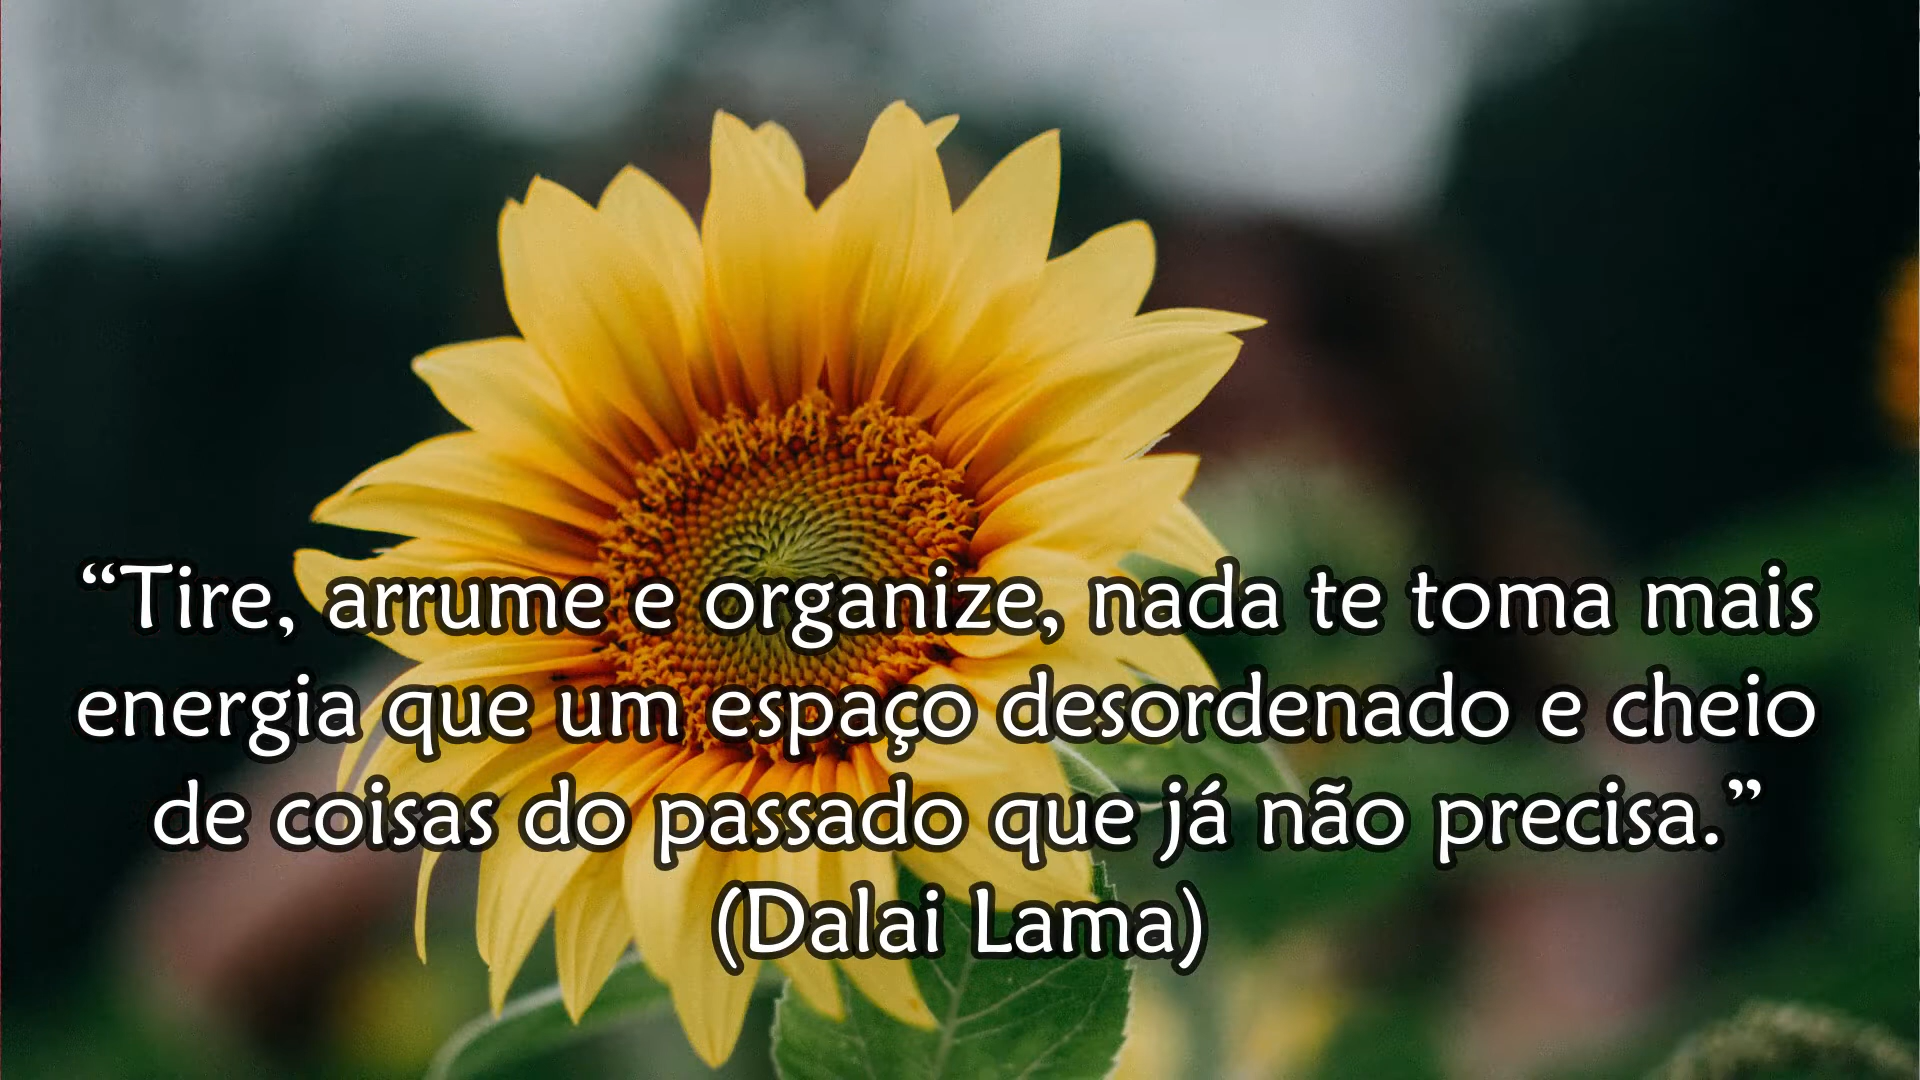 “Tire, arrume e organize, nada te toma mais
energia que um espaço desordenado e cheio
de coisas do passado que já não precisa.”
(Dalai Lama)